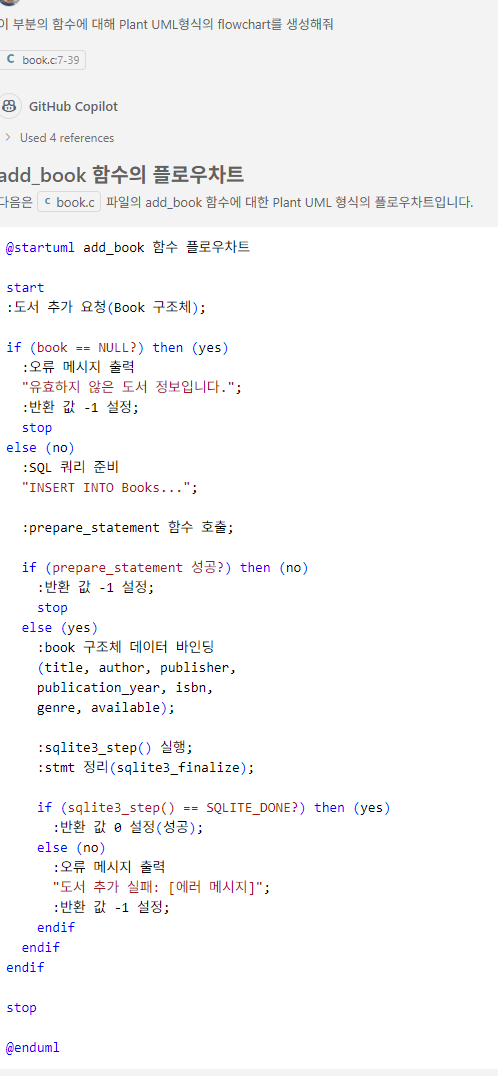 이 부분의 함수에 대해 Plant UML형식의 flowchart를 생성해줘
C book.c:7-39
GitHub Copilot
Used 4 references
add_book 함수의 플로우차트
다음은 C book.c 파일의 add_book 함수에 대한 Plant UML 형식의 플로우차트입니다.
@startuml add_book 함수 플로우차트
start
:도서 추가 요청(Book 구조체);
if (book == NULL?) then (yes)
:오류 메시지 출력
"유효하지 않은 도서 정보입니다.";
:반환 값 -1 설정;
stop
else (no)
:SQL 쿼리 준비
"INSERT INTO Books...";
:prepare_statement 함수 호출;
if (prepare_statement 성공?) then (no)
:반환 값 -1 설정;
stop
else (yes)
:book 구조체 데이터 바인딩
(title, author, publisher,
publication_year, isbn,
genre, available);
:sqlite3_step() 실행;
:stmt 정리(sqlite3_finalize);
if (sqlite3_step() == SQLITE_DONE?) then (yes)
:반환 값 0 설정(성공);
else (no)
:오류 메시지 출력
"도서 추가 실패: [에러 메시지]";
:반환 값 -1 설정;
endif
endif
endif
stop
@enduml